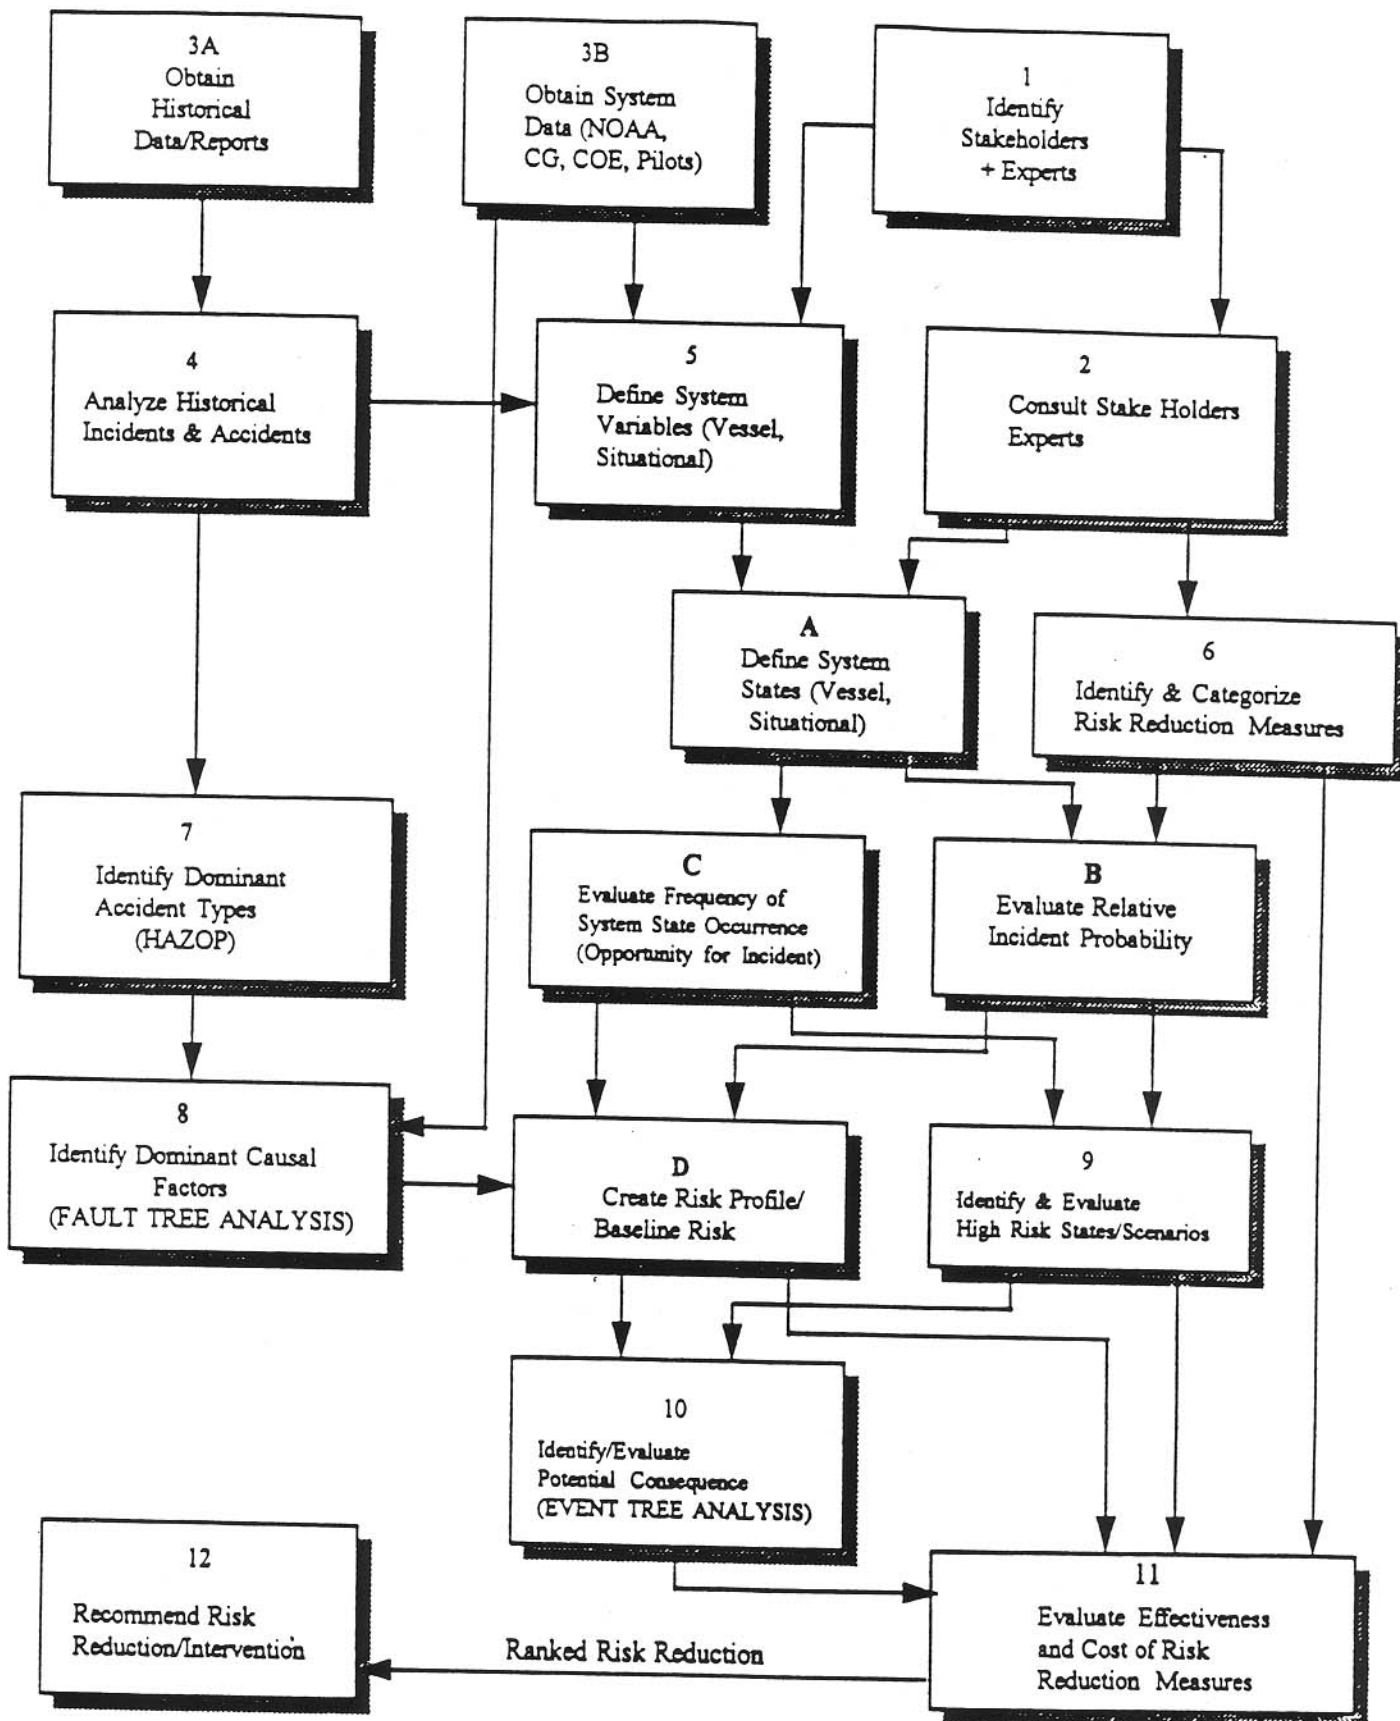 3A
Obtain
Historical
Data/Reports
3B
Obtain System
Data (NOAA,
CG, COE, Pilots)
1
Identify
Stakeholders
+ Experts
4
Analyze Historical
Incidents & Accidents
5
Define System
Variables (Vessel,
Situational)
2
Consult Stake Holders
Experts
A
Define System
States (Vessel,
Situational)
6
Identify & Categorize
Risk Reduction Measures
7
Identify Dominant
Accident Types
(HAZOP)
C
Evaluate Frequency of
System State Occurrence
(Opportunity for Incident)
B
Evaluate Relative
Incident Probability
8
Identify Dominant Causal
Factors
(FAULT TREE ANALYSIS)
D
Create Risk Profile/
Baseline Risk
9
Identify & Evaluate
High Risk States/Scenarios
10
Identify/Evaluate
Potential Consequence
(EVENT TREE ANALYSIS)
12
Recommend Risk
Reduction/Intervention
Ranked Risk Reduction
11
Evaluate Effectiveness
and Cost of Risk
Reduction Measures